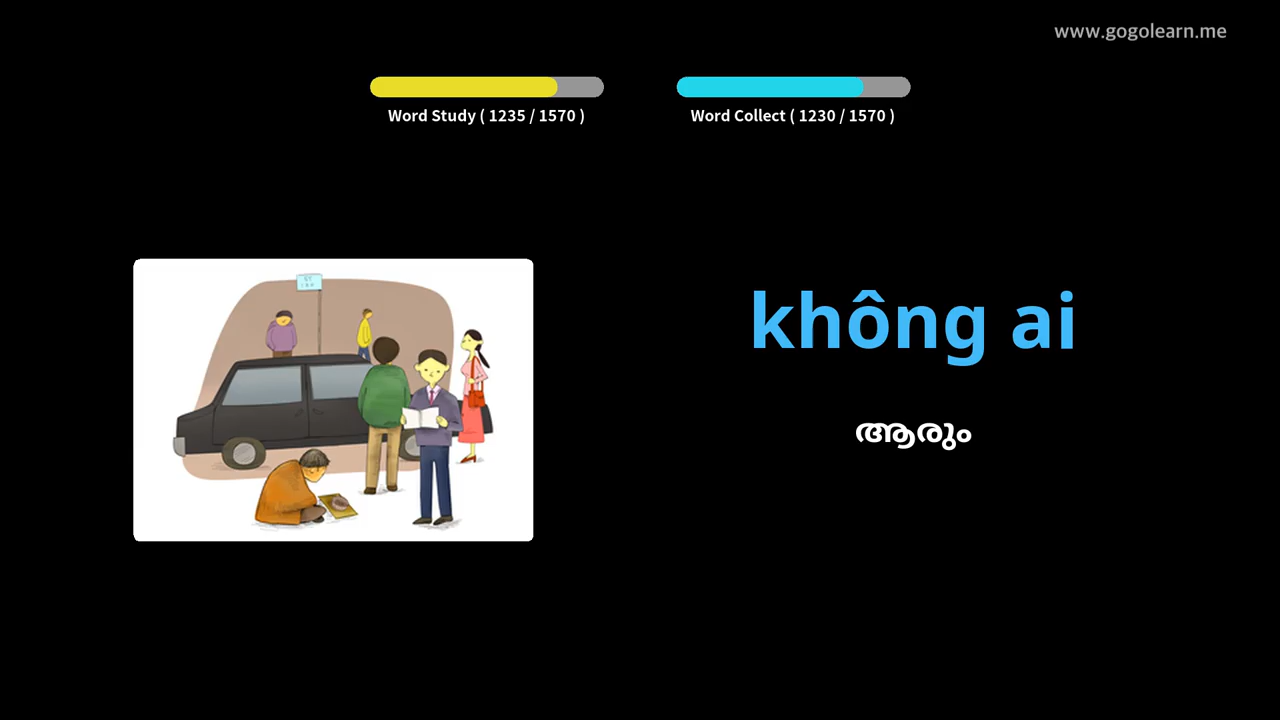 www.gogolearn.me
Word Study ( 1235 / 1570 )
Word Collect ( 1230 / 1570 )
không ai
ആരും